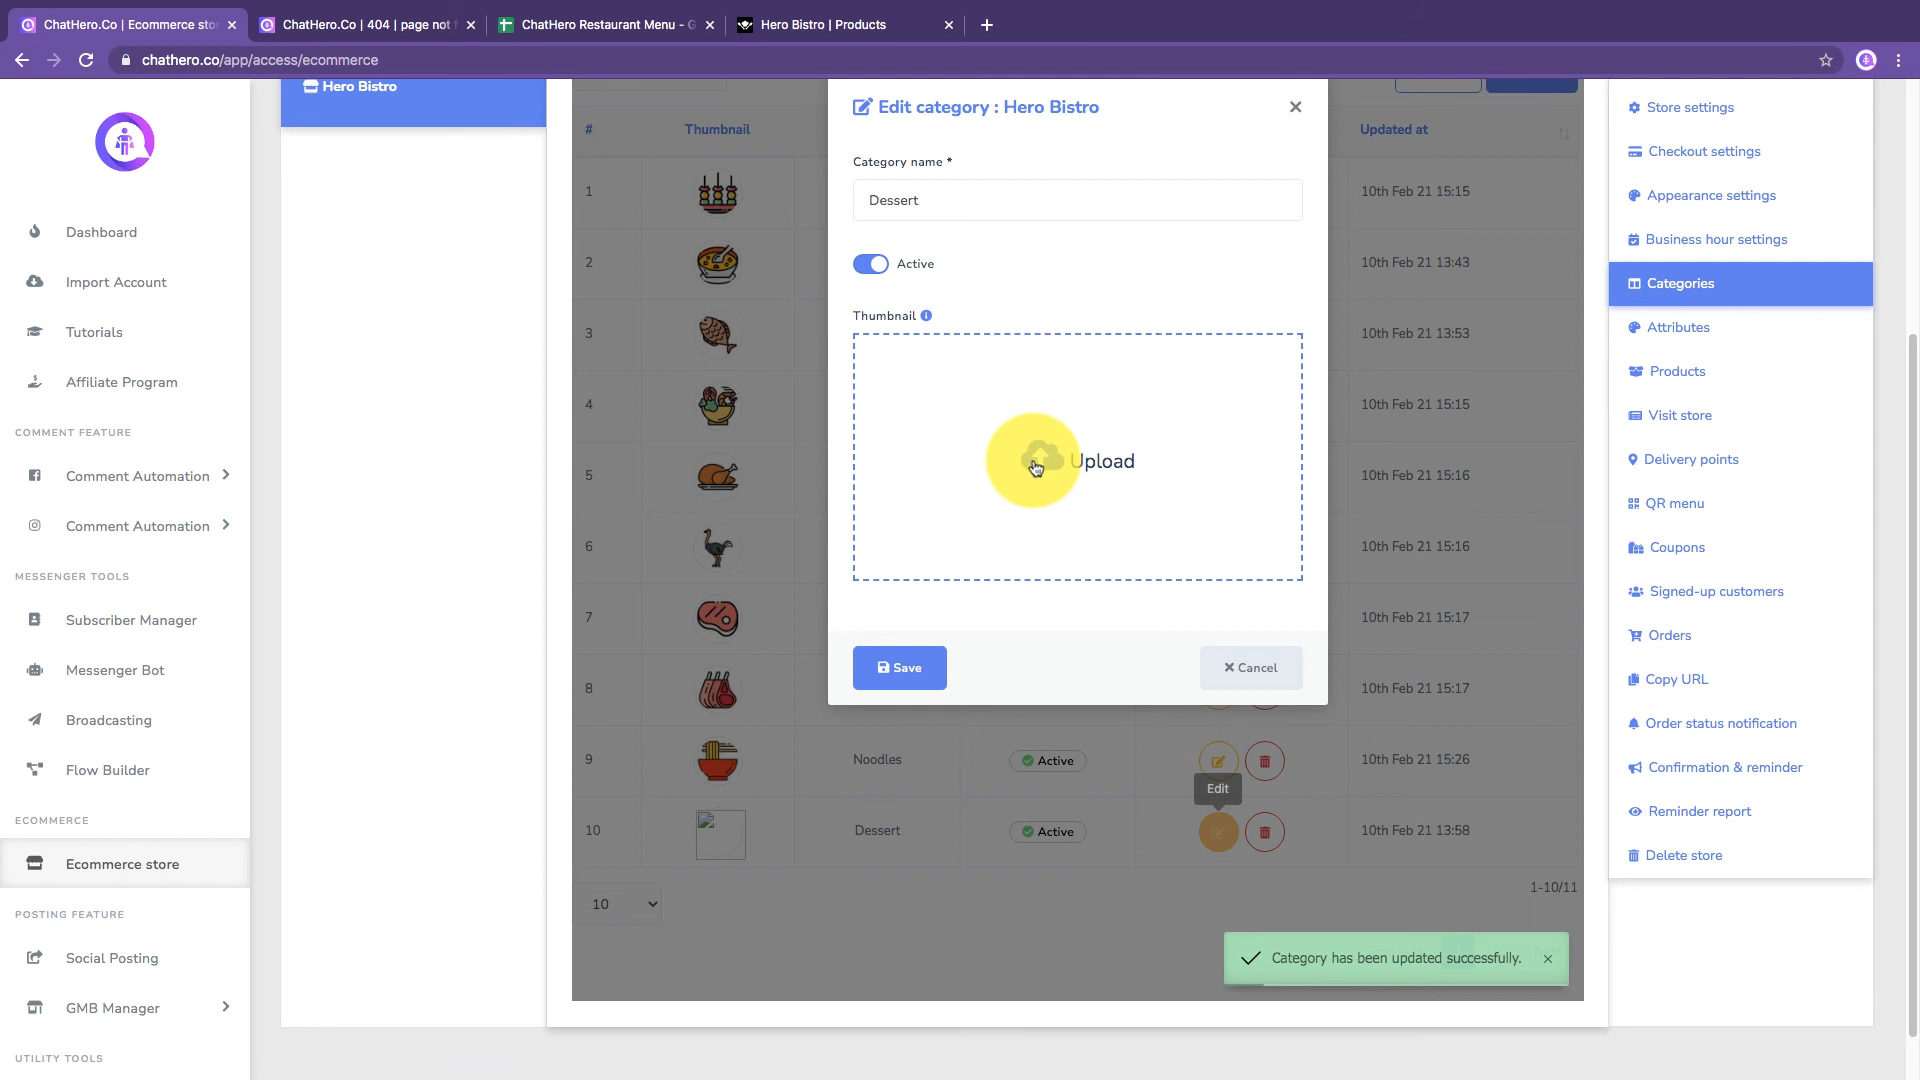 ChatHero.Co | Ecommerce sto
ChatHero.Co | 404 | page not f
ChatHero Restaurant Menu - G
Hero Bistro | Products
chathero.co/app/access/ecommerce
Dashboard
Import Account
Tutorials
Affiliate Program
COMMENT FEATURE
Comment Automation
Comment Automation
MESSENGER TOOLS
Subscriber Manager
Messenger Bot
Broadcasting
Flow Builder
ECOMMERCE
Ecommerce store
POSTING FEATURE
Social Posting
GMB Manager
UTILITY TOOLS
Hero Bistro
# Thumbnail Updated at
1 10th Feb 21 15:15
2 10th Feb 21 13:43
3 10th Feb 21 13:53
4 10th Feb 21 15:15
5 10th Feb 21 15:16
6 10th Feb 21 15:16
7 10th Feb 21 15:17
8 10th Feb 21 15:17
9 Noodles Active 10th Feb 21 15:26
Edit
10 Dessert Active 10th Feb 21 13:58
10
1-10/11
Edit category : Hero Bistro
Category name *
Dessert
Active
Thumbnail
Upload
Save
Cancel
Category has been updated successfully.
Store settings
Checkout settings
Appearance settings
Business hour settings
Categories
Attributes
Products
Visit store
Delivery points
QR menu
Coupons
Signed-up customers
Orders
Copy URL
Order status notification
Confirmation & reminder
Reminder report
Delete store